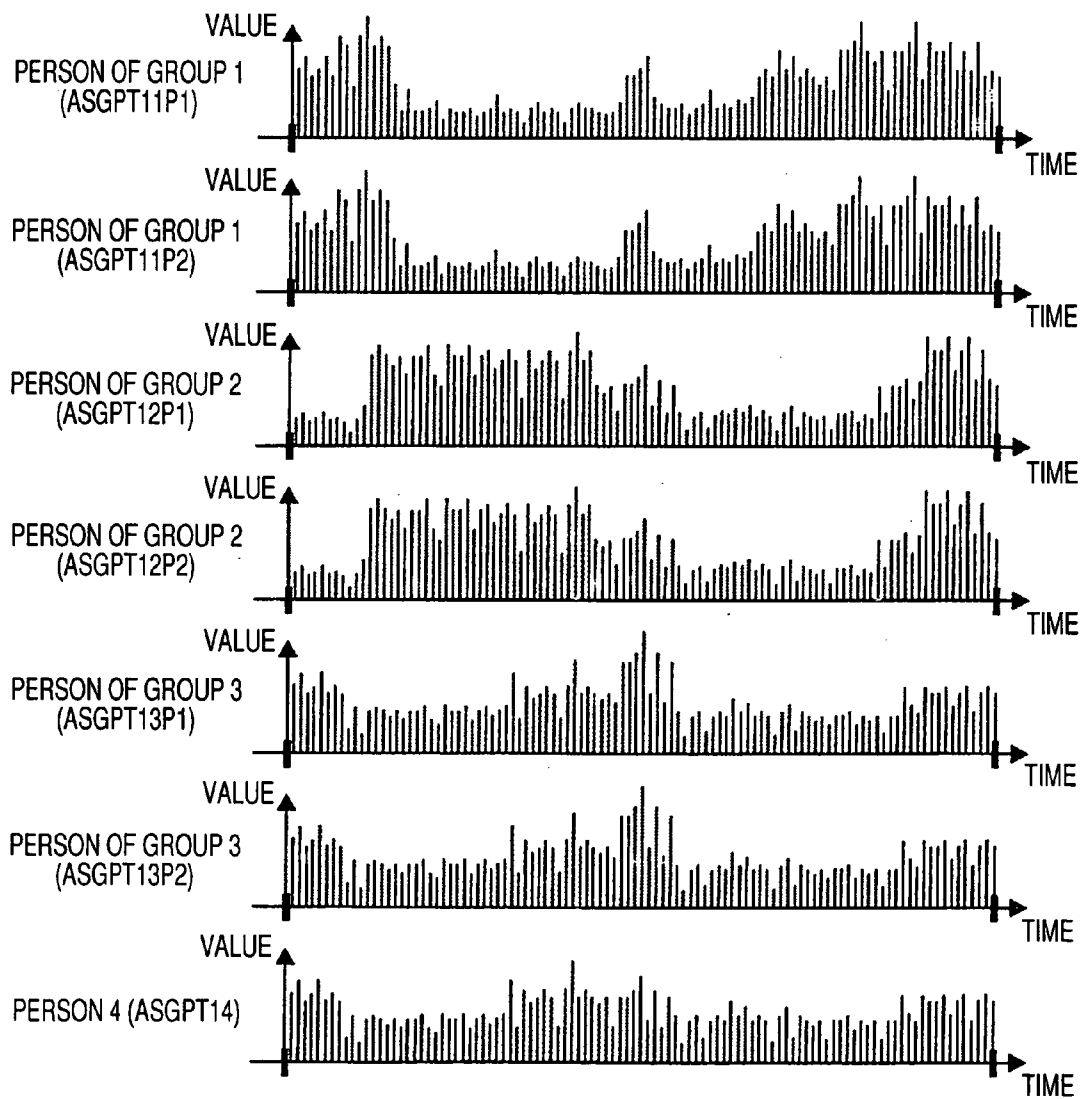 VALUE
PERSON OF GROUP 1
(ASGPT11P1)
TIME
VALUE
PERSON OF GROUP 1
(ASGPT11P2)
TIME
VALUE
PERSON OF GROUP 2
(ASGPT12P1)
TIME
VALUE
PERSON OF GROUP 2
(ASGPT12P2)
TIME
VALUE
PERSON OF GROUP 3
(ASGPT13P1)
TIME
VALUE
PERSON OF GROUP 3
(ASGPT13P2)
TIME
VALUE
PERSON 4 (ASGPT14)
TIME